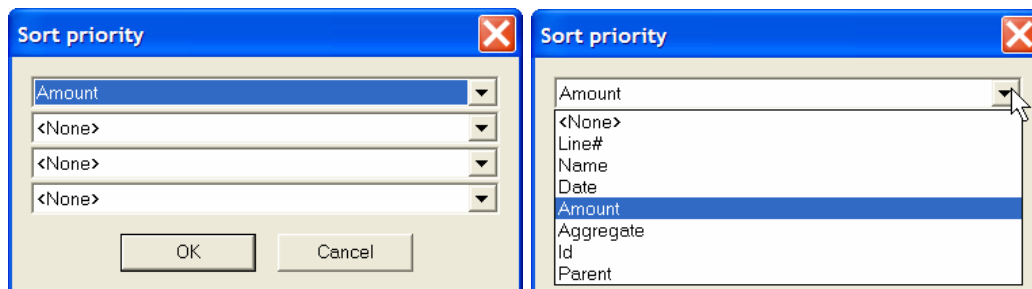 Sort priority
Amount
<None>
<None>
<None>
OK
Cancel
Sort priority
Amount
<None>
Line#
Name
Date
Amount
Aggregate
Id
Parent